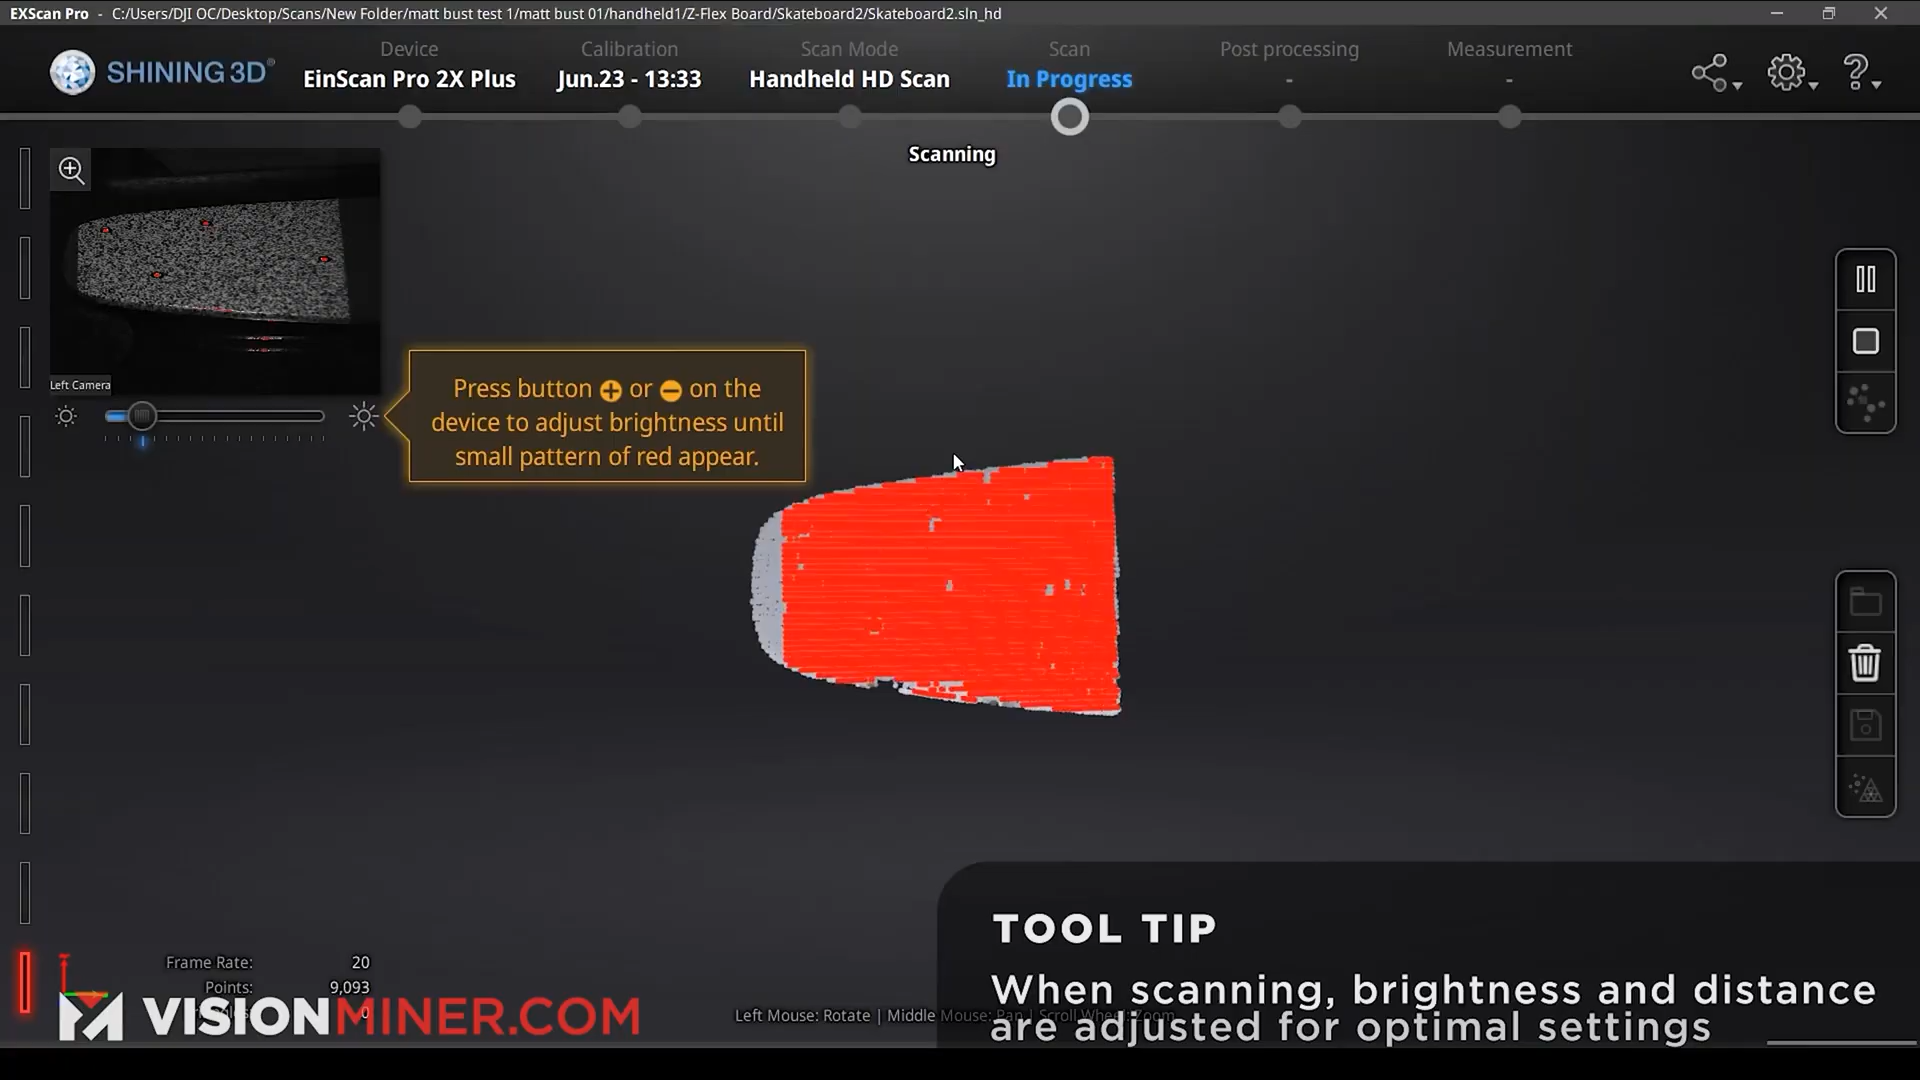 EXScan Pro - C:/Users/DJI OC/Desktop/Scans/New Folder/matt bust test 1/matt bust 01/handheld1/Z-Flex Board/Skateboard2/Skateboard2.sln_hd
SHINING 3D®
Device
EinScan Pro 2X Plus
Calibration
Jun.23 - 13:33
Scan Mode
Handheld HD Scan
Scan
In Progress
Post processing
-
Measurement
-
Scanning
Left Camera
Press button + or - on the
device to adjust brightness until
small pattern of red appear.
Frame Rate: 20
Points: 9,093
0
VISIONMINER.COM
Left Mouse: Rotate | Middle Mouse: Pan | Scroll Wheel: Zoom
TOOL TIP
When scanning, brightness and distance
are adjusted for optimal settings